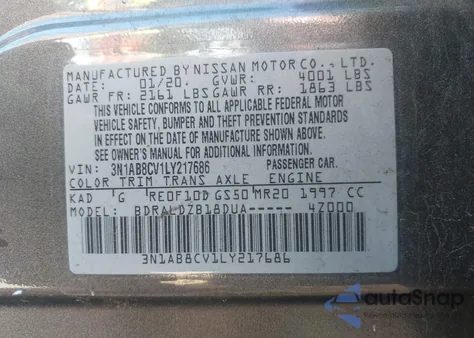 MANUFACTURED BY NISSAN MOTOR CO., LTD.
DATE: 01/20. GVWR: 4001 LBS
GAWR FR: 2161 LBS GAWR RR: 1863 LBS
THIS VEHICLE CONFORMS TO ALL APPLICABLE FEDERAL MOTOR
VEHICLE SAFETY, BUMPER AND THEFT PREVENTION STANDARDS
IN EFFECT ON THE DATE OF MANUFACTURE SHOWN ABOVE.
SEE OWNER'S MANUAL FOR ADDITIONAL INFORMATION.
VIN: 3N1AB8CV1LY217686 PASSENGER CAR.
COLOR TRIM TRANS AXLE ENGINE
KAD G RE0F10D GS50 MR20 1997 CC
MODEL: BDRALDZB18DUA----- 4Z000
3N1AB8CV1LY217686
autoSnap